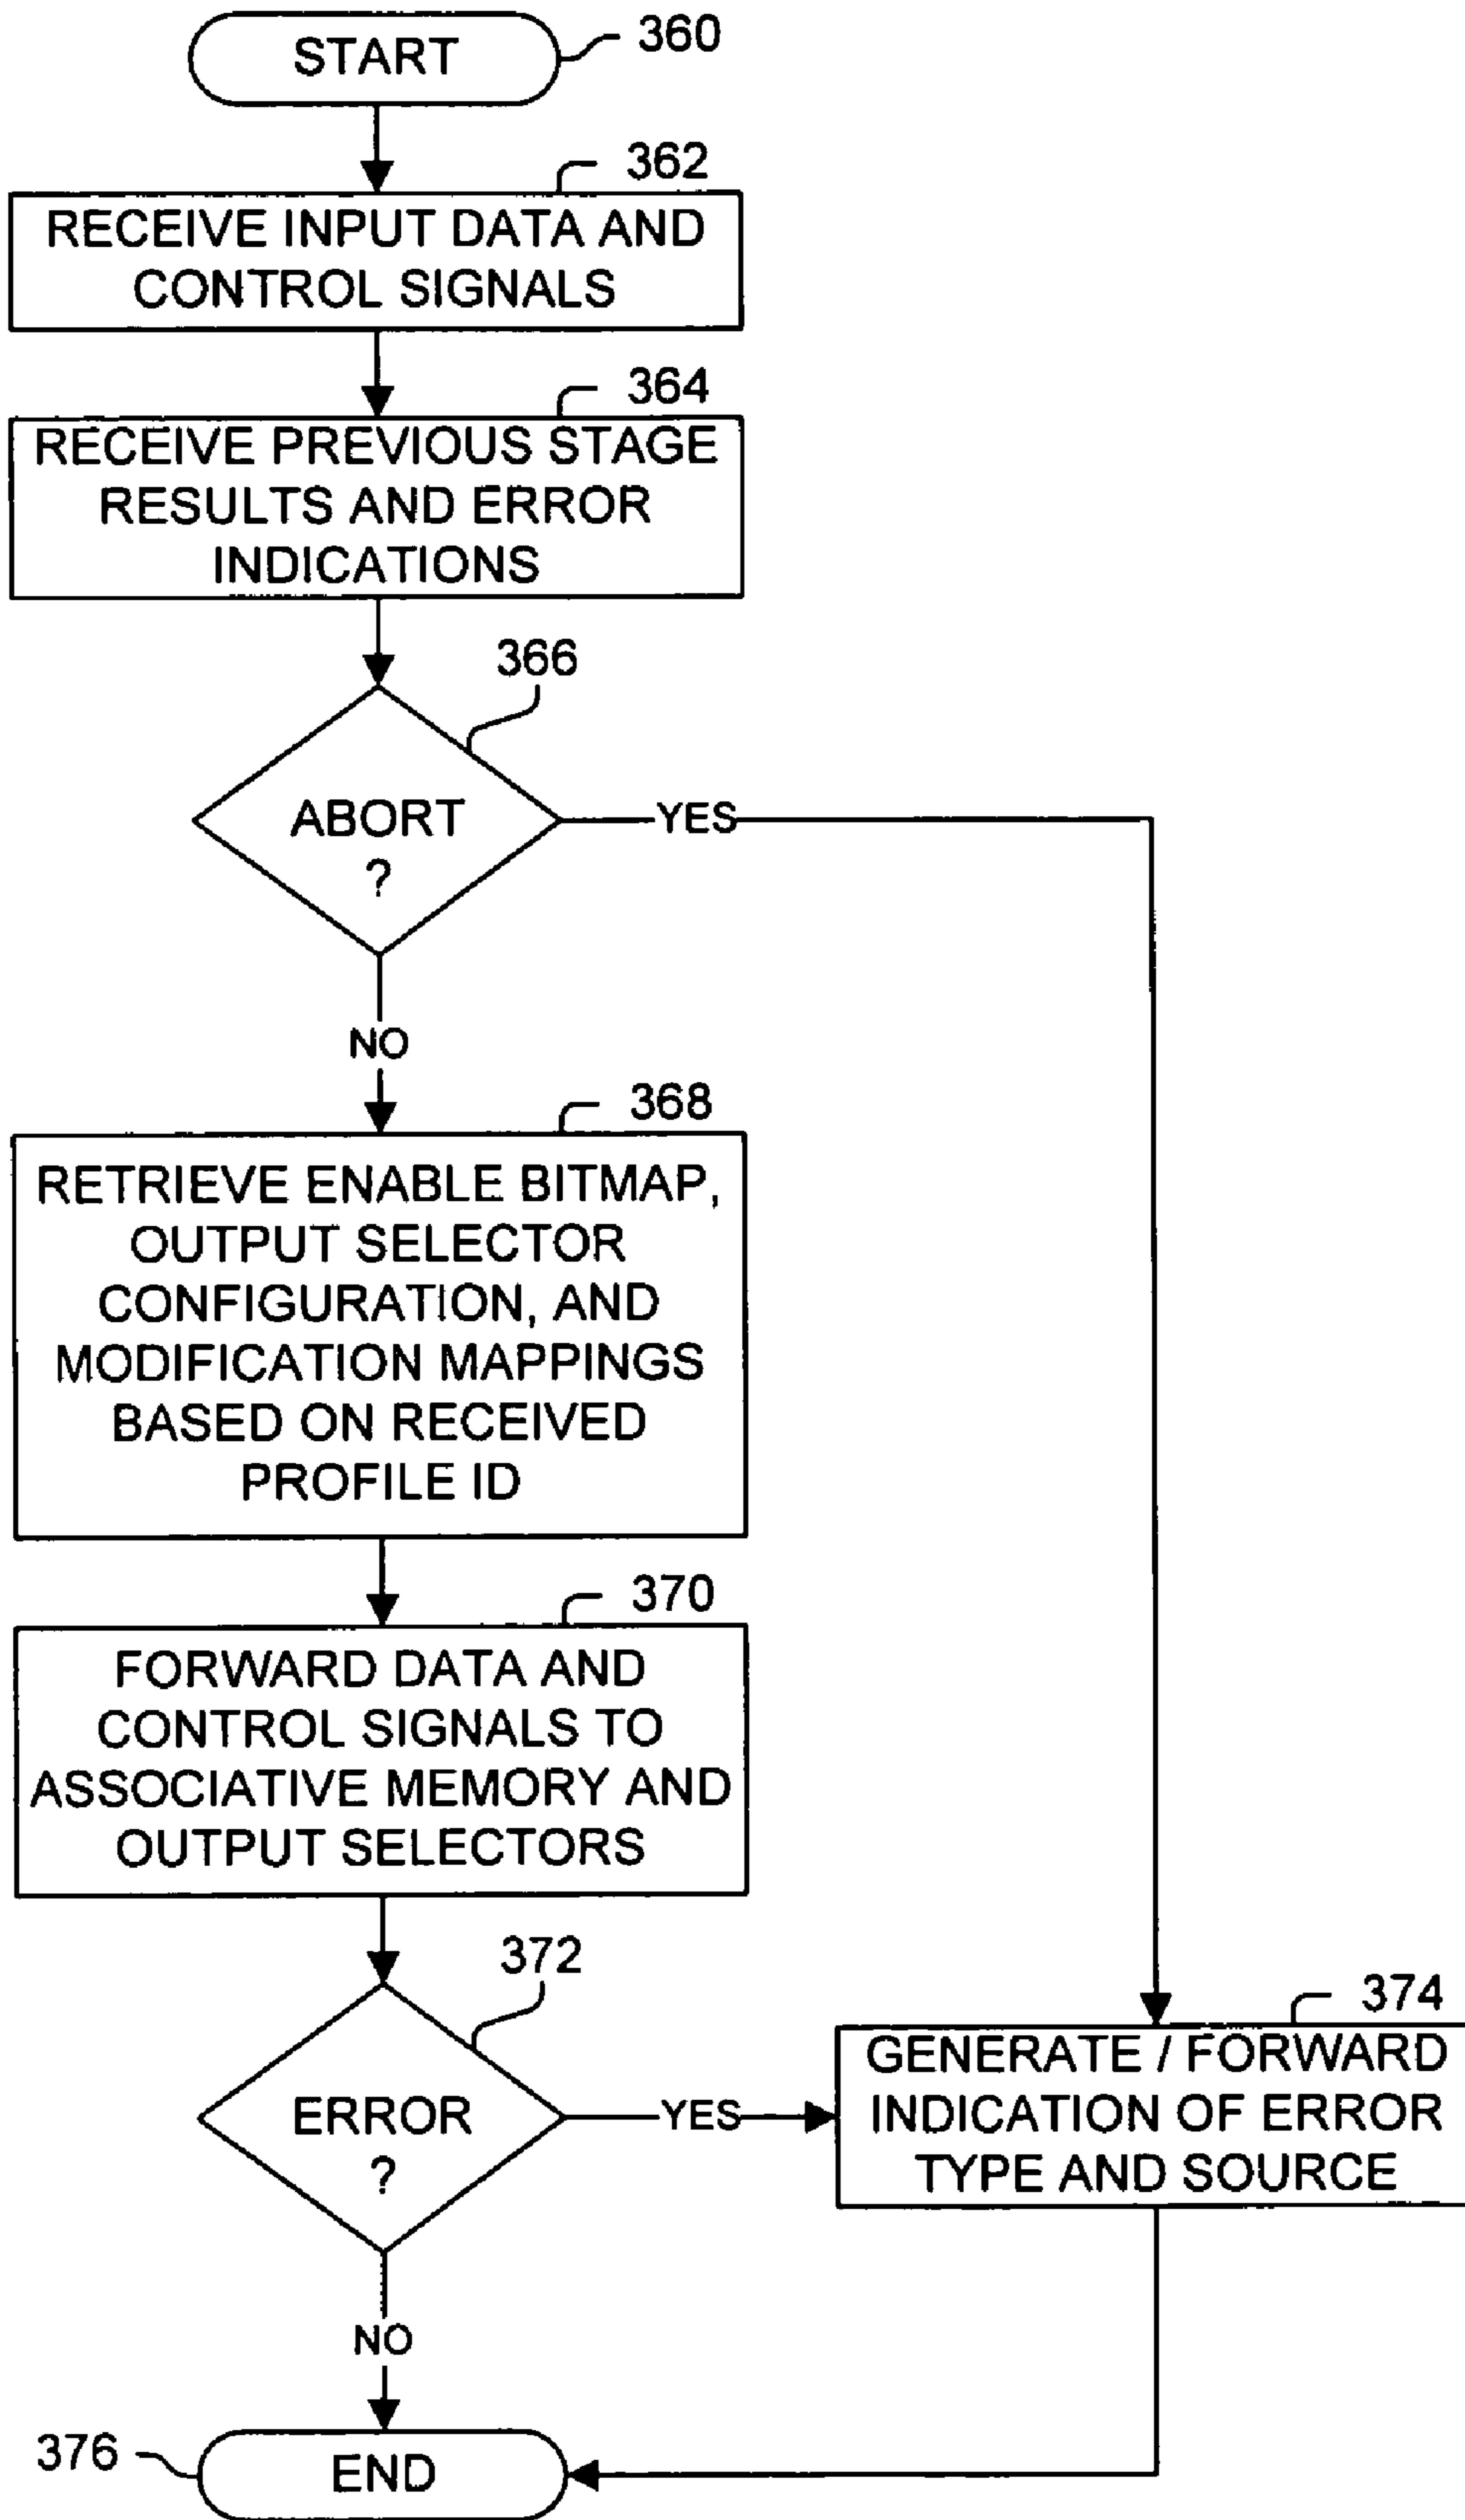 START
360
362
RECEIVE INPUT DATA AND
CONTROL SIGNALS
364
RECEIVE PREVIOUS STAGE
RESULTS AND ERROR
INDICATIONS
366
ABORT
?
YES
NO
368
RETRIEVE ENABLE BITMAP,
OUTPUT SELECTOR
CONFIGURATION, AND
MODIFICATION MAPPINGS
BASED ON RECEIVED
PROFILE ID
370
FORWARD DATA AND
CONTROL SIGNALS TO
ASSOCIATIVE MEMORY AND
OUTPUT SELECTORS
372
ERROR
?
YES
374
GENERATE / FORWARD
INDICATION OF ERROR
TYPE AND SOURCE
NO
376
END